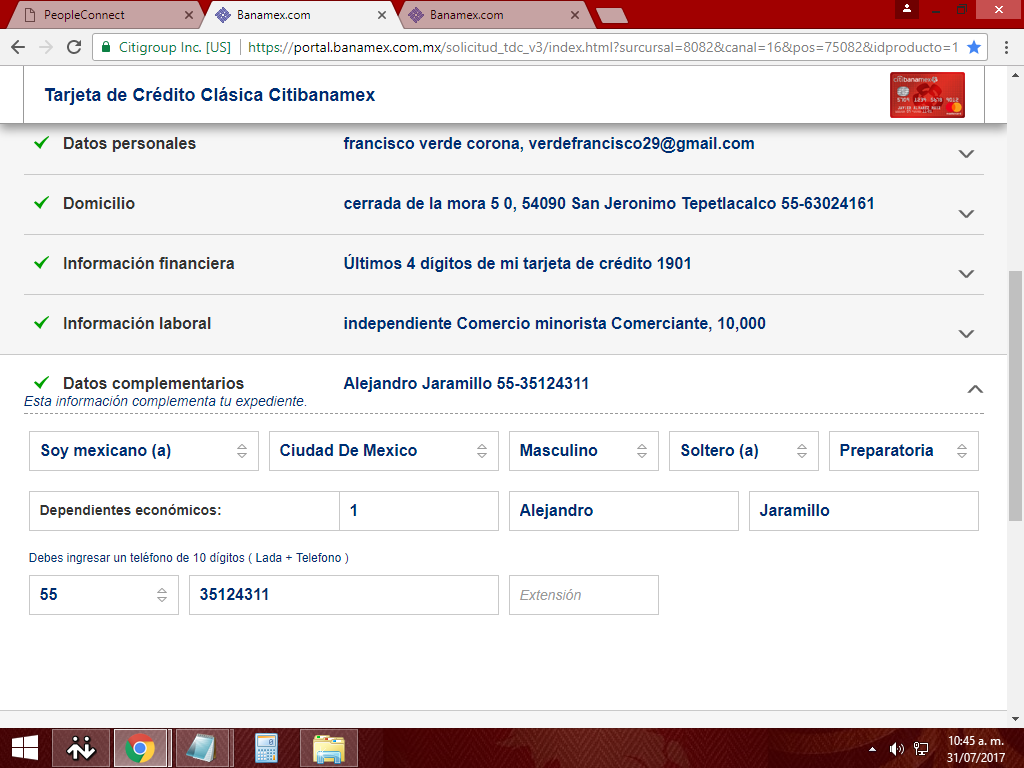 PeopleConnect
Banamex.com
Banamex.com
Citigroup Inc. [US]
https://portal.banamex.com.mx/solicitud_tdc_v3/index.html?surcursal=8082&canal=16&pos=75082&idproducto=1
Tarjeta de Crédito Clásica Citibanamex
citibanamex
Datos personales
francisco verde corona, verdefrancisco29@gmail.com
Domicilio
cerrada de la mora 5 0, 54090 San Jeronimo Tepetlacalco 55-63024161
Información financiera
Últimos 4 dígitos de mi tarjeta de crédito 1901
Información laboral
independiente Comercio minorista Comerciante, 10,000
Datos complementarios
Alejandro Jaramillo 55-35124311
Esta información complementa tu expediente.
Soy mexicano (a)
Ciudad De Mexico
Masculino
Soltero (a)
Preparatoria
Dependientes económicos:
1
Alejandro
Jaramillo
Debes ingresar un teléfono de 10 dígitos ( Lada + Telefono )
55
35124311
Extensión
10:45 a. m.
31/07/2017